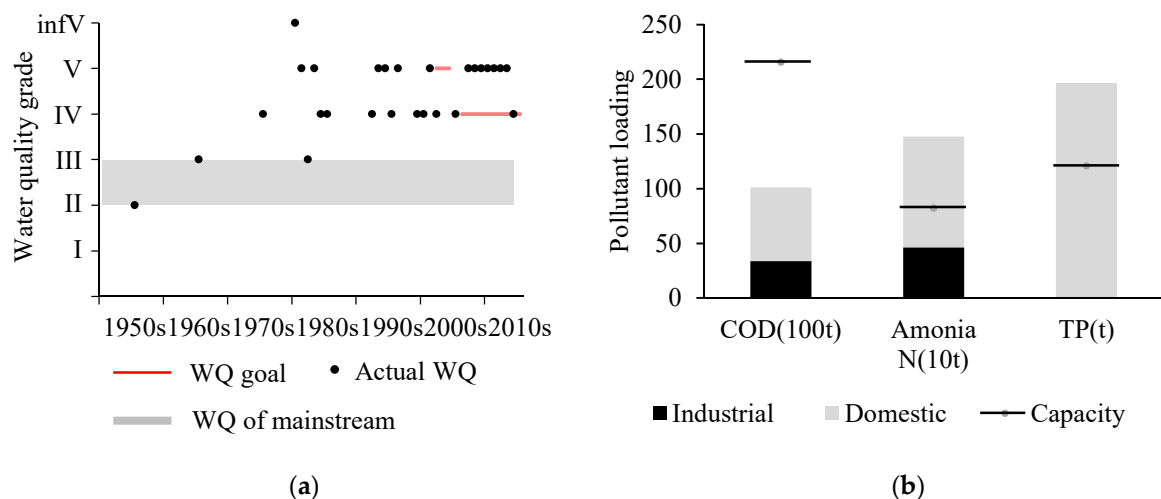 Water quality grade
infV
V
IV
III
II
I
1950s1960s1970s1980s1990s2000s2010s
WQ goal
Actual WQ
WQ of mainstream
(a)
Pollutant loading
250
200
150
100
50
0
COD(100t)
Amonia
N(10t)
TP(t)
Industrial
Domestic
Capacity
(b)